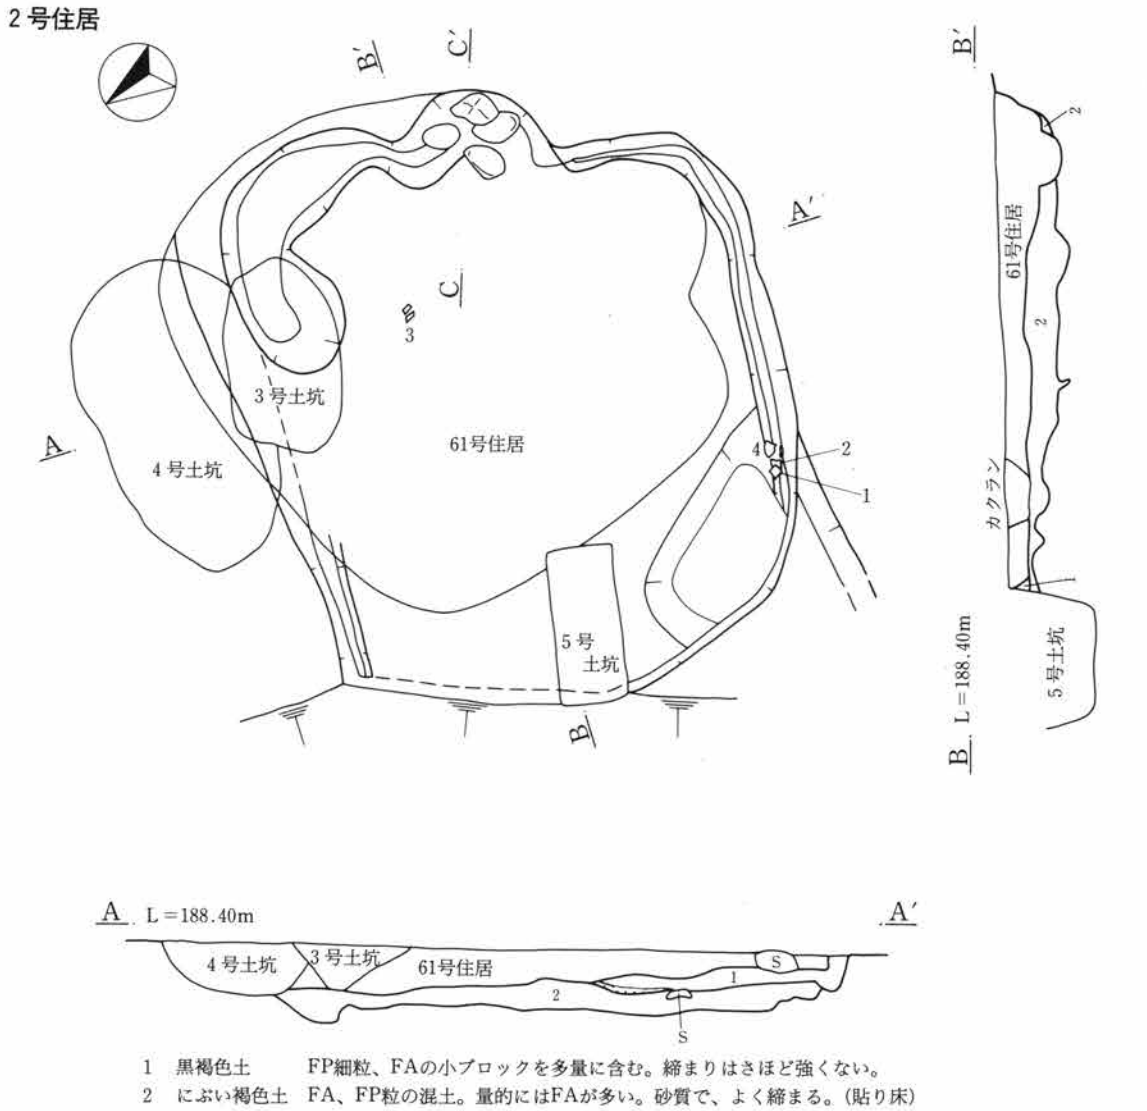 2号住居
B′
C′
A′
C
3
3号土坑
A
4号土坑
61号住居
4
2
1
5号
土坑
B
B′
2
61号住居
2
カクラン
1
5号土坑
B L=188.40m
A L=188.40m
A′
4号土坑
3号土坑
61号住居
S
1
2
S
1 黒褐色土 FP細粒、FAの小ブロックを多量に含む。締まりはさほど強くない。
2 にぶい褐色土 FA、FP粒の混土。量的にはFAが多い。砂質で、よく締まる。(貼り床)